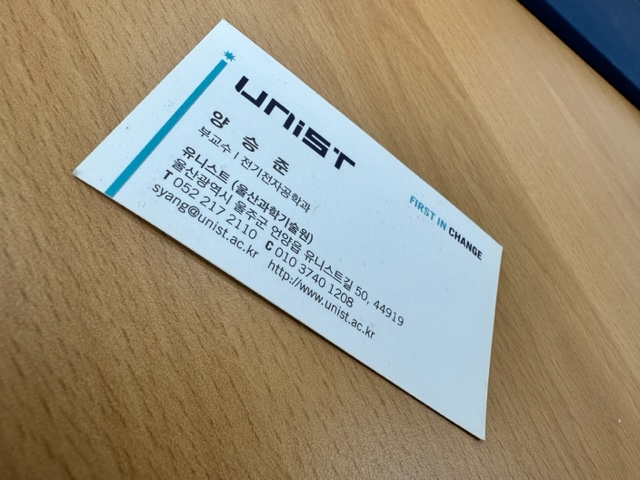 UNIST
양 승 준
부교수 | 전기전자공학과
유니스트 (울산과학기술원)
울산광역시 울주군 언양읍 유니스트길 50, 44919
T 052 217 2110 C 010 3740 1208
syang@unist.ac.kr http://www.unist.ac.kr
FIRST IN CHANGE